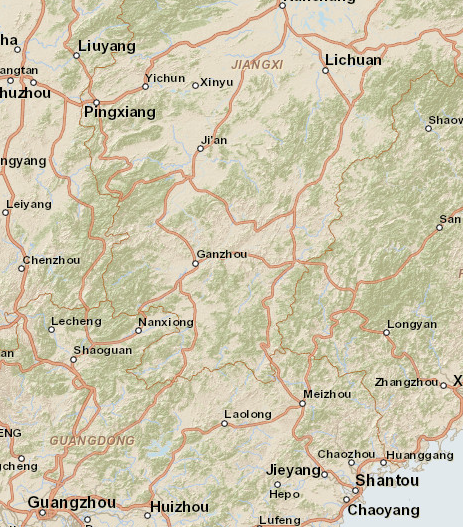 Liuyang
JIANGXI
Lichuan
Yichun
Xinyu
Pingxiang
Ji'an
Leiyang
Ganzhou
Chenzhou
Lecheng
Nanxiong
Longyan
Shaoguan
Zhangzhou
Meizhou
Laolong
GUANGDONG
Chaozhou
Huanggang
Jieyang
Shantou
Hepo
Guangzhou
Huizhou
Chaoyang
Lufeng